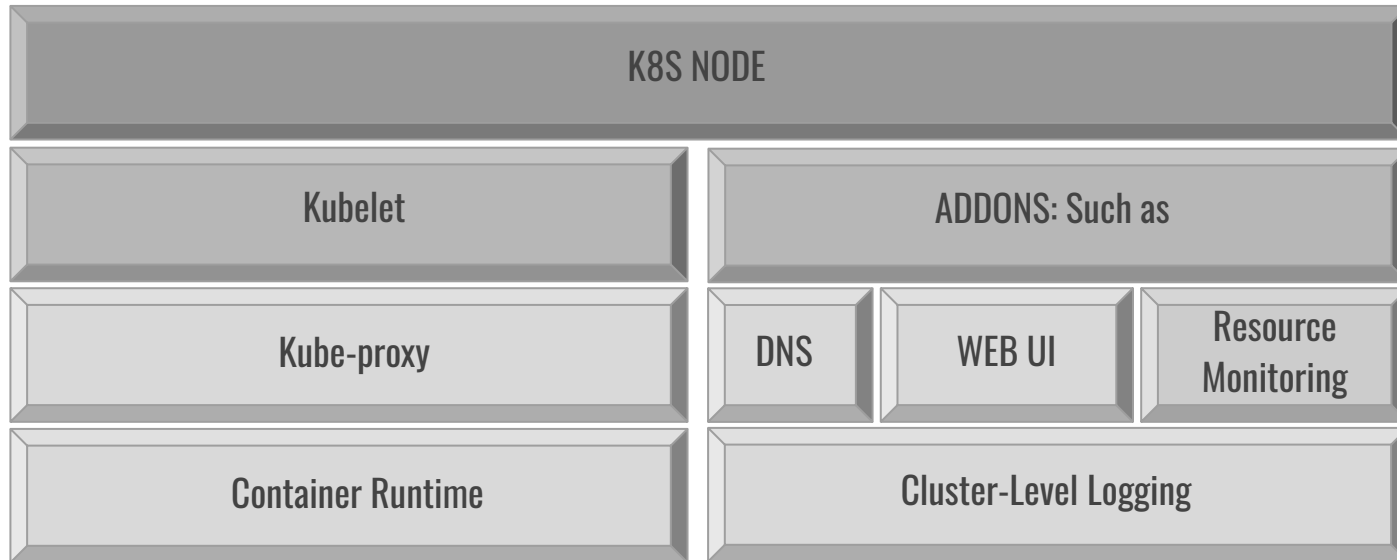 K8S NODE
Kubelet
ADDONS: Such as
Kube-proxy
DNS
WEB UI
Resource
Monitoring
Container Runtime
Cluster-Level Logging